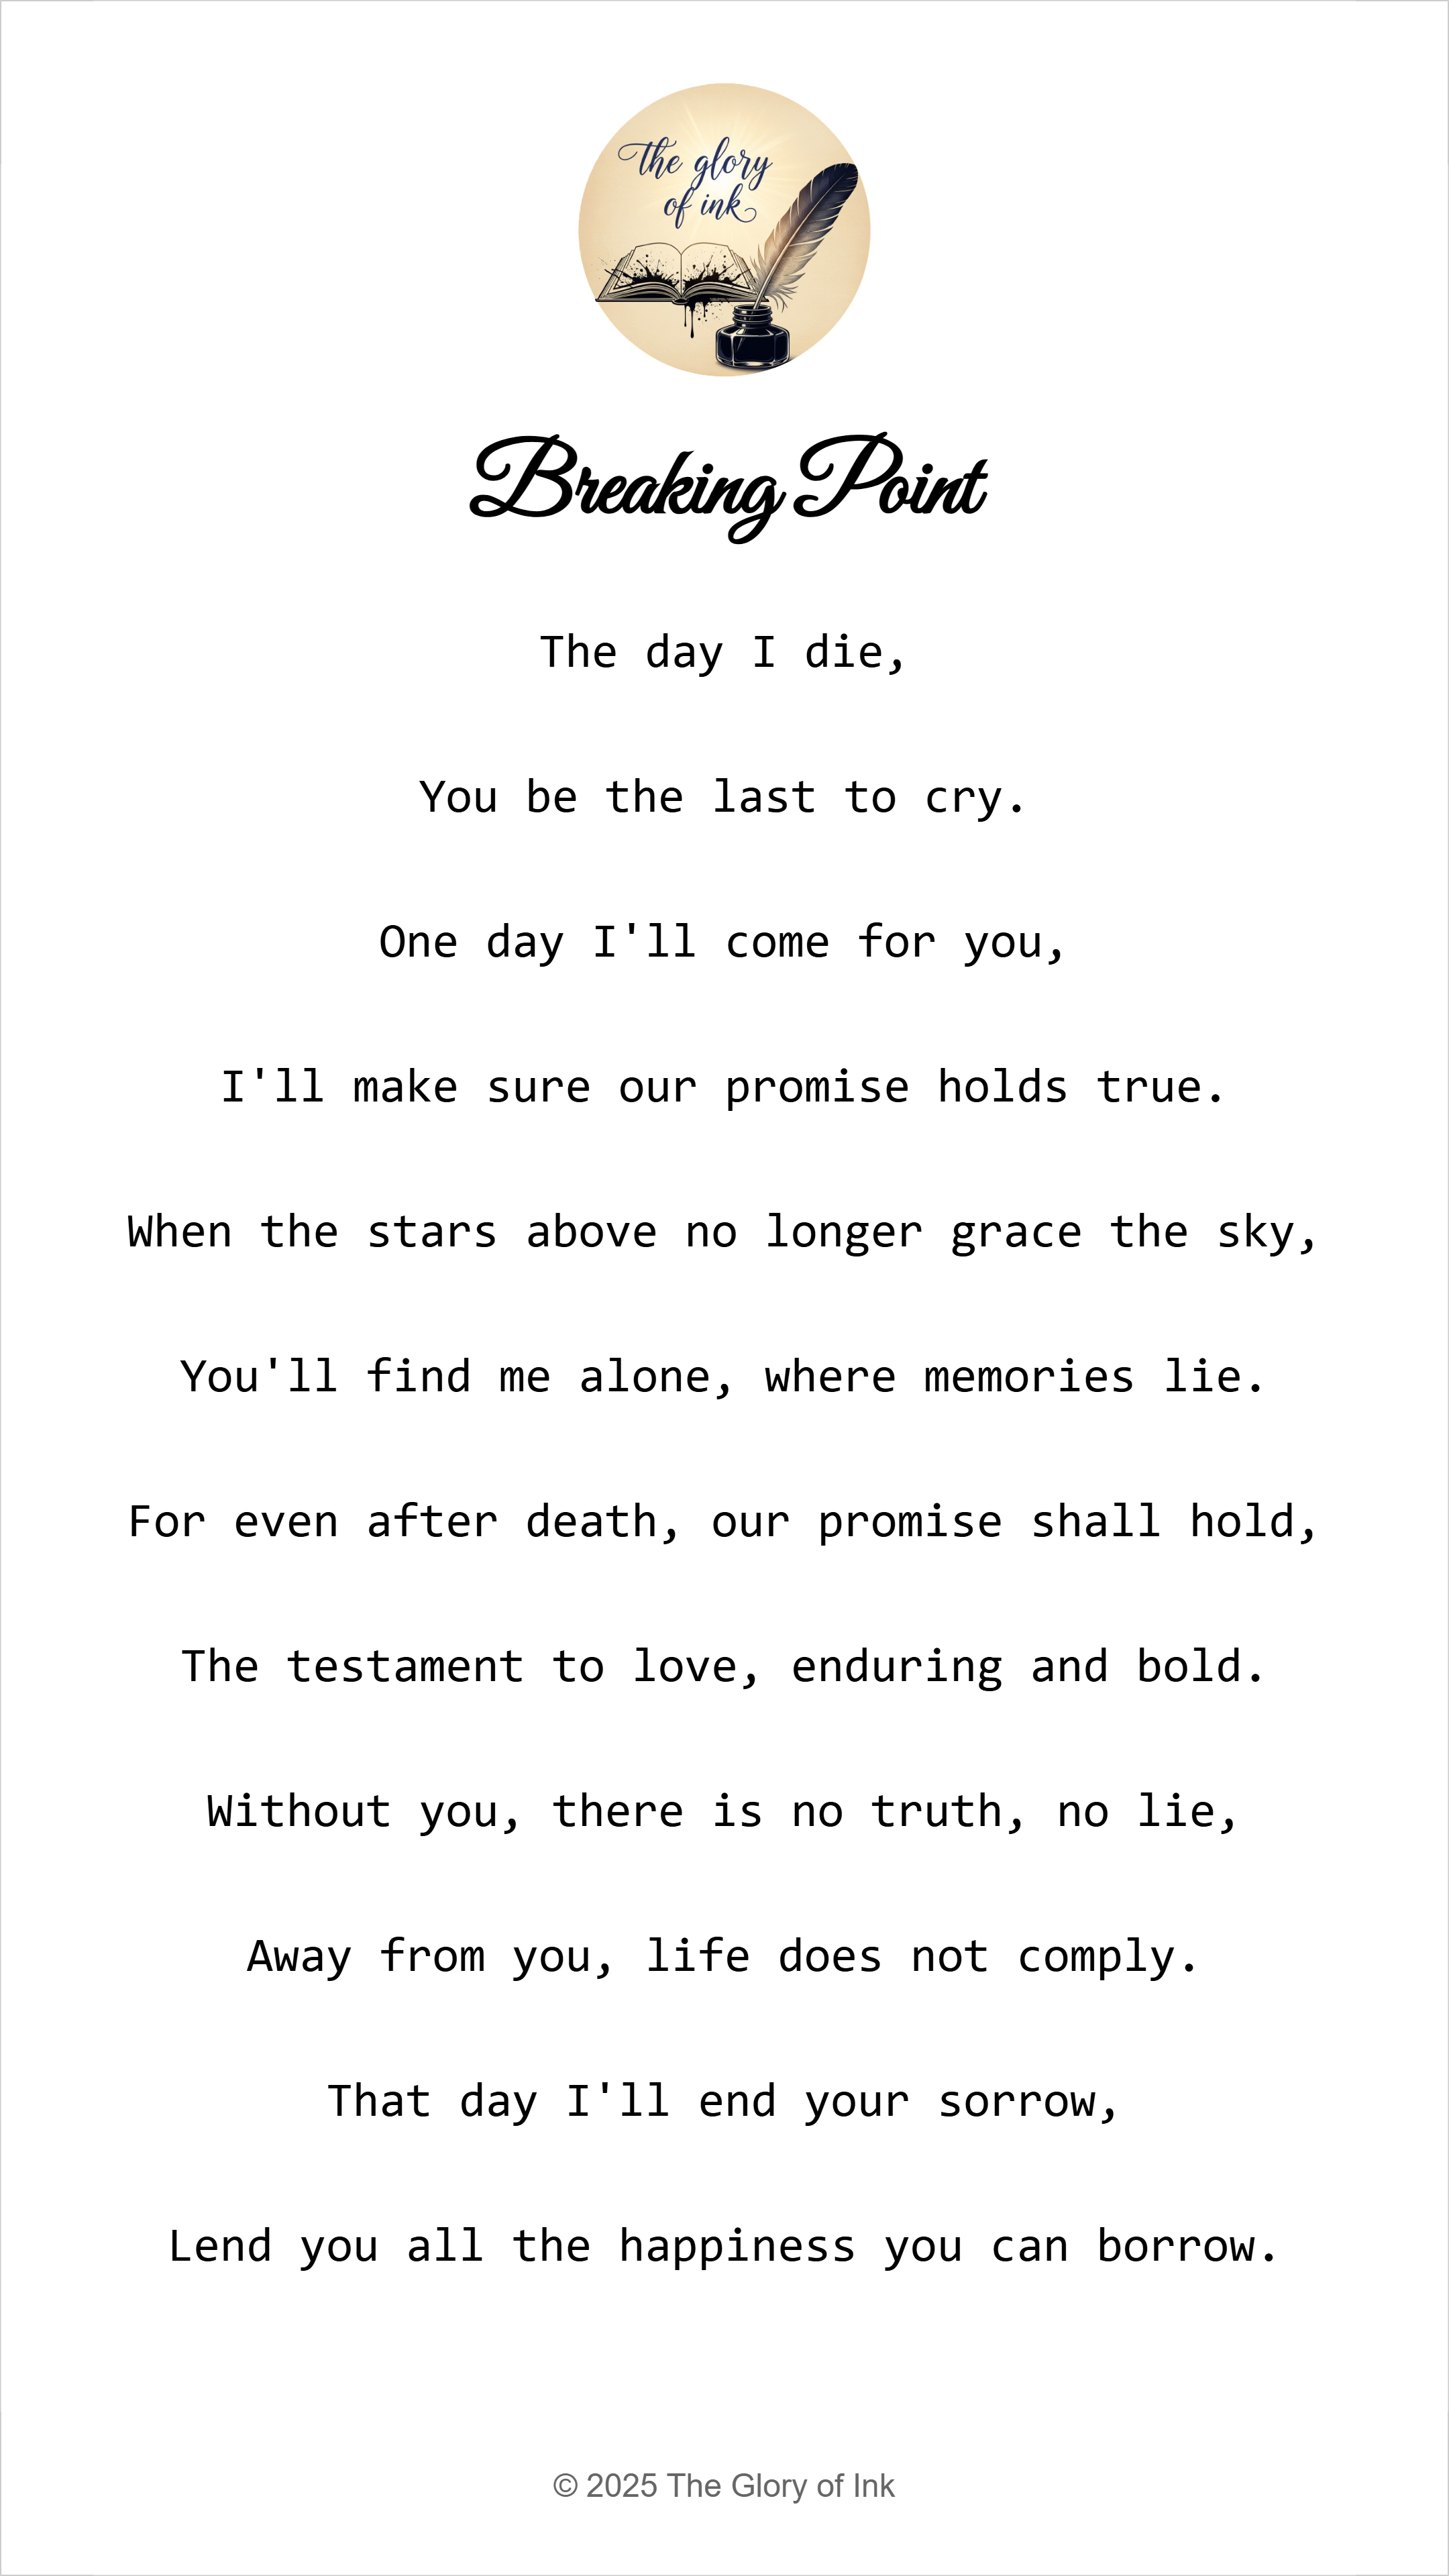 the glory
of ink
Breaking Point
The day I die,
You be the last to cry.
One day I'll come for you,
I'll make sure our promise holds true.
When the stars above no longer grace the sky,
You'll find me alone, where memories lie.
For even after death, our promise shall hold,
The testament to love, enduring and bold.
Without you, there is no truth, no lie,
Away from you, life does not comply.
That day I'll end your sorrow,
Lend you all the happiness you can borrow.
© 2025 The Glory of Ink